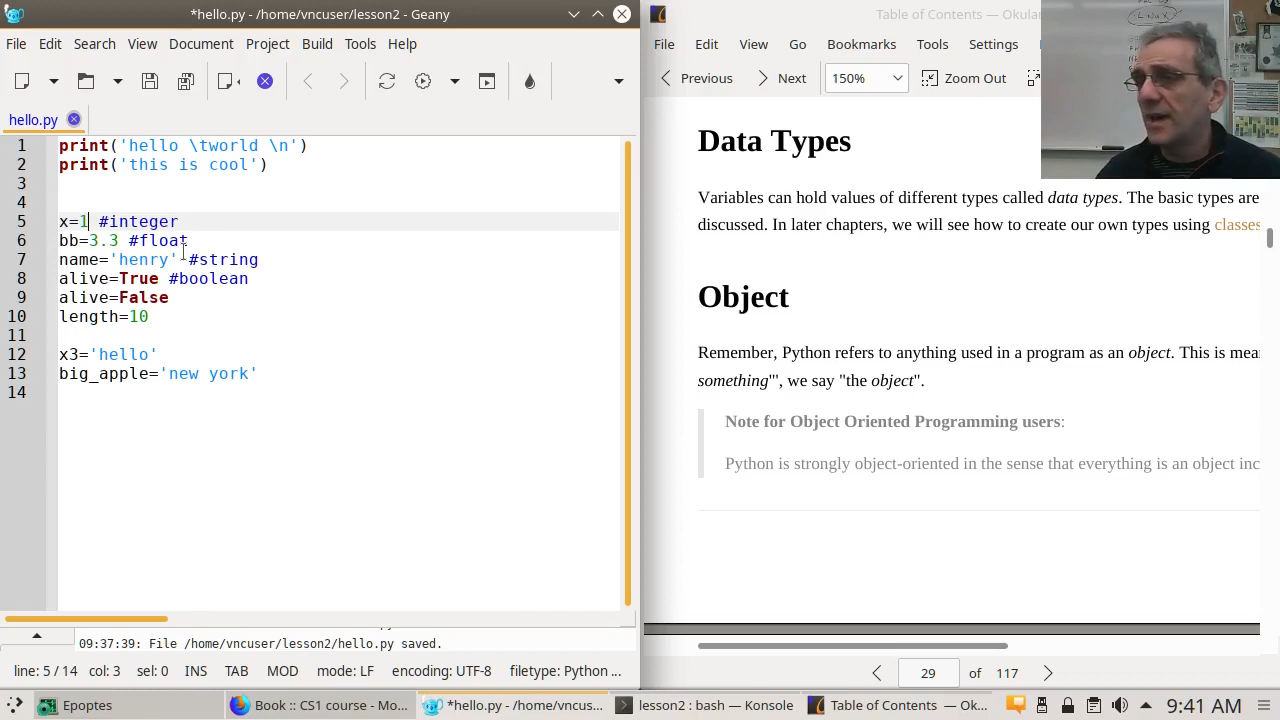 *hello.py - /home/vncuser/lesson2 - Geany
File Edit Search View Document Project Build Tools Help
hello.py
1 print('hello \tworld \n')
2 print('this is cool')
3
4
5 x=1 #integer
6 bb=3.3 #float
7 name='henry' #string
8 alive=True #boolean
9 alive=False
10 length=10
11
12 x3='hello'
13 big_apple='new york'
14
09:37:39: File /home/vncuser/lesson2/hello.py saved.
line: 5 / 14 col: 3 sel: 0 INS TAB MOD mode: LF encoding: UTF-8 filetype: Python ...
Table of Contents — Okular
File Edit View Go Bookmarks Tools Settings
Previous Next 150% Zoom Out
Data Types
Variables can hold values of different types called data types. The basic types are
discussed. In later chapters, we will see how to create our own types using classes
Object
Remember, Python refers to anything used in a program as an object. This is mea
something'", we say "the object".
Note for Object Oriented Programming users:
Python is strongly object-oriented in the sense that everything is an object inc
29 of 117
Epoptes
Book :: CS1 course - Mo...
*hello.py - /home/vncuser/...
lesson2 : bash — Konsole
Table of Contents — Ok...
9:41 AM